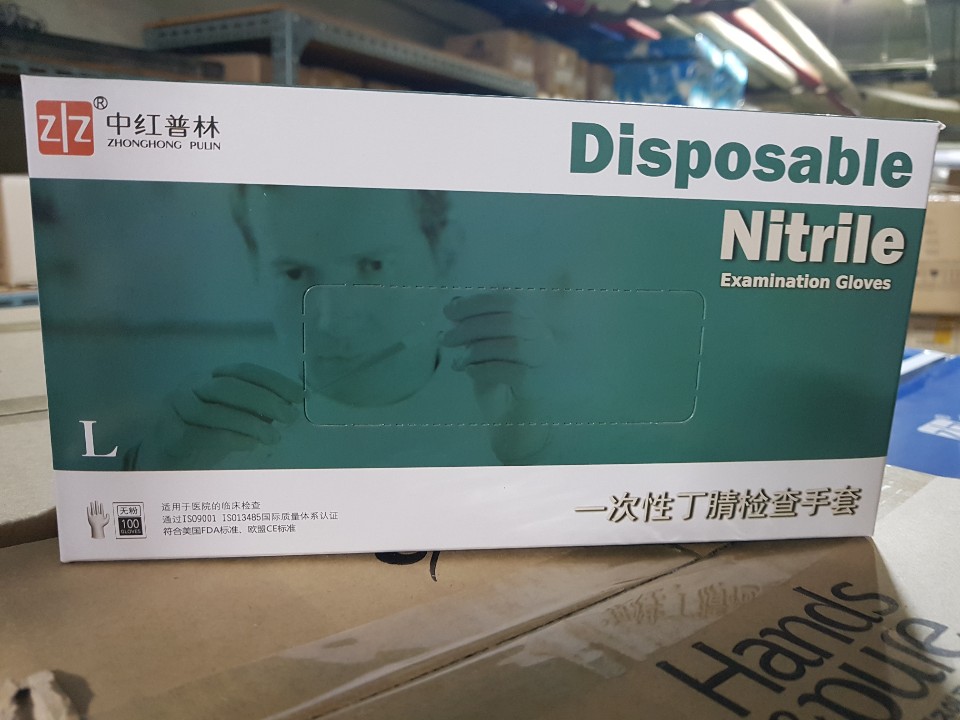 ZZ®
中红普林
ZHONGHONG PULIN
Disposable
Nitrile
Examination Gloves
L
无粉
100
GLOVES
适用于医院的临床检查
通过ISO9001 ISO13485国际质量体系认证
符合美国FDA标准、欧盟CE标准
一次性丁腈检查手套
Hands
pure